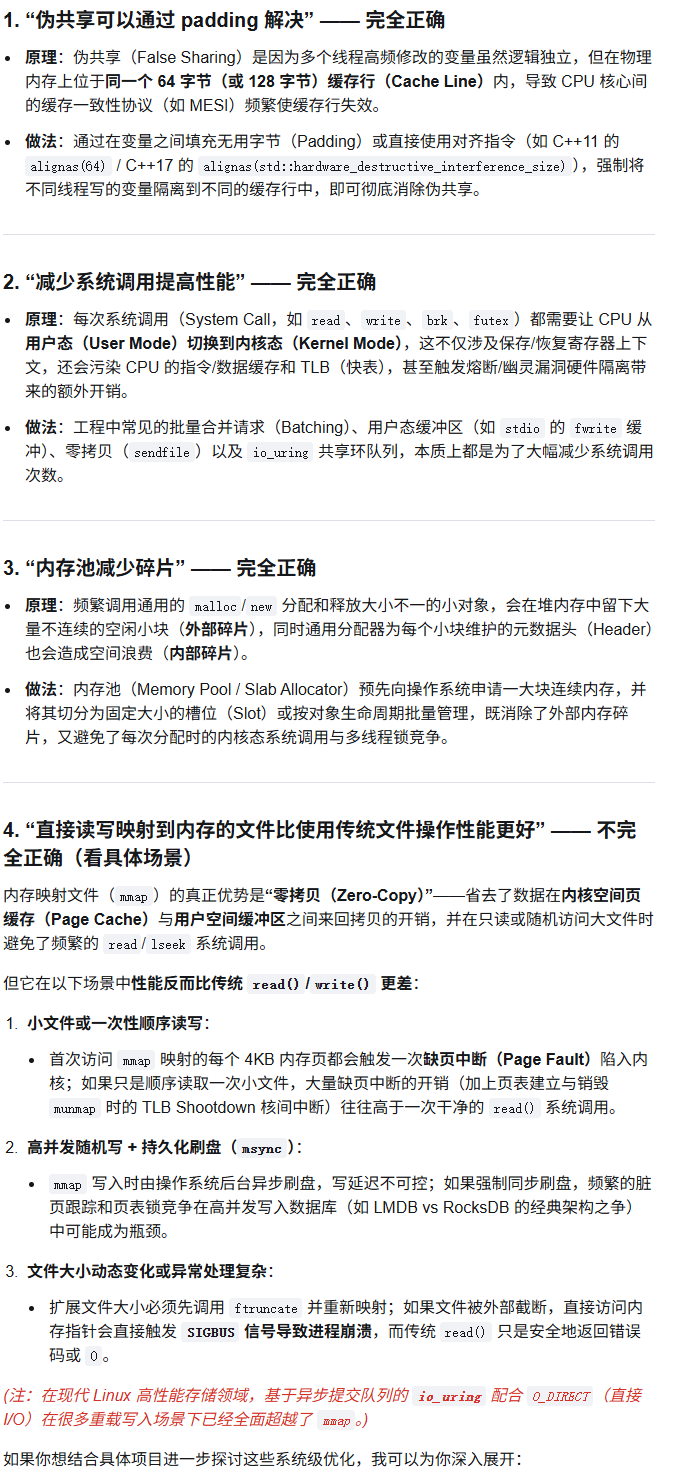 1. “伪共享可以通过 padding 解决” —— 完全正确
• 原理：伪共享（False Sharing）是因为多个线程高频修改的变量虽然逻辑独立，但在物理
内存上位于同一个 64 字节（或 128 字节）缓存行（Cache Line）内，导致 CPU 核心间
的缓存一致性协议（如 MESI）频繁使缓存行失效。
• 做法：通过在变量之间填充无用字节（Padding）或直接使用对齐指令（如 C++11 的
alignas(64) / C++17 的 alignas(std::hardware_destructive_interference_size)），强制将
不同线程写的变量隔离到不同的缓存行中，即可彻底消除伪共享。
2. “减少系统调用提高性能” —— 完全正确
• 原理：每次系统调用（System Call，如 read、write、brk、futex）都需要让 CPU 从
用户态（User Mode）切换到内核态（Kernel Mode），这不仅涉及保存/恢复寄存器上下
文，还会污染 CPU 的指令/数据缓存和 TLB（快表），甚至触发熔断/幽灵漏洞硬件隔离带
来的额外开销。
• 做法：工程中常见的批量合并请求（Batching）、用户态缓冲区（如 stdio 的 fwrite 缓
冲）、零拷贝（sendfile）以及 io_uring 共享环队列，本质上都是为了大幅减少系统调用
次数。
3. “内存池减少碎片” —— 完全正确
• 原理：频繁调用通用的 malloc/new 分配和释放大小不一的小对象，会在堆内存中留下大
量不连续的空闲小块（外部碎片），同时通用分配器为每个小块维护的元数据头（Header）
也会造成空间浪费（内部碎片）。
• 做法：内存池（Memory Pool / Slab Allocator）预先向操作系统申请一大块连续内存，并
将其切分为固定大小的槽位（Slot）或按对象生命周期批量管理，既消除了外部内存碎
片，又避免了每次分配时的内核态系统调用与多线程锁竞争。
4. “直接读写映射到内存的文件比使用传统文件操作性能更好” —— 不完
全正确（看具体场景）
内存映射文件（mmap）的真正优势是“零拷贝（Zero-Copy）”——省去了数据在内核空间页
缓存（Page Cache）与用户空间缓冲区之间来回拷贝的开销，并在只读或随机访问大文件时
避免了频繁的 read/lseek 系统调用。
但它在以下场景中性能反而比传统 read()/write() 更差：
1. 小文件或一次性顺序读写：
• 首次访问 mmap 映射的每个 4KB 内存页都会触发一次缺页中断（Page Fault）陷入内
核；如果只是顺序读取一次小文件，大量缺页中断的开销（加上页表建立与销毁
munmap 时的 TLB Shootdown 核间中断）往往高于一次干净的 read() 系统调用。
2. 高并发随机写 + 持久化刷盘（msync）：
• mmap 写入时由操作系统后台异步刷盘，写延迟不可控；如果强制同步刷盘，频繁的脏
页跟踪和页表锁竞争在高并发写入数据库（如 LMDB vs RocksDB 的经典架构之争）
中可能成为瓶颈。
3. 文件大小动态变化或异常处理复杂：
• 扩展文件大小必须先调用 ftruncate 并重新映射；如果文件被外部截断，直接访问内
存指针会直接触发 SIGBUS 信号导致进程崩溃，而传统 read() 只是安全地返回错误
码或 0。
(注：在现代 Linux 高性能存储领域，基于异步提交队列的 io_uring 配合 O_DIRECT（直接
I/O）在很多重载写入场景下已经全面超越了 mmap。)
如果你想结合具体项目进一步探讨这些系统级优化，我可以为你深入展开：